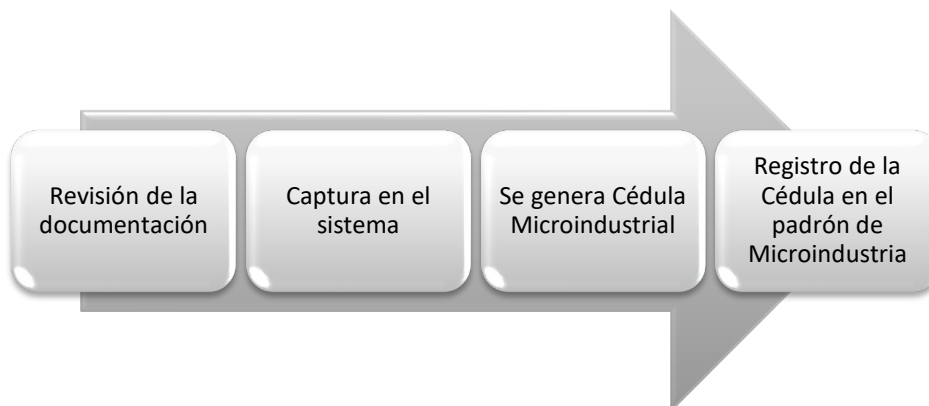 Revisión de la
documentación
Captura en el
sistema
Se genera Cédula
Microindustrial
Registro de la
Cédula en el
padrón de
Microindustria